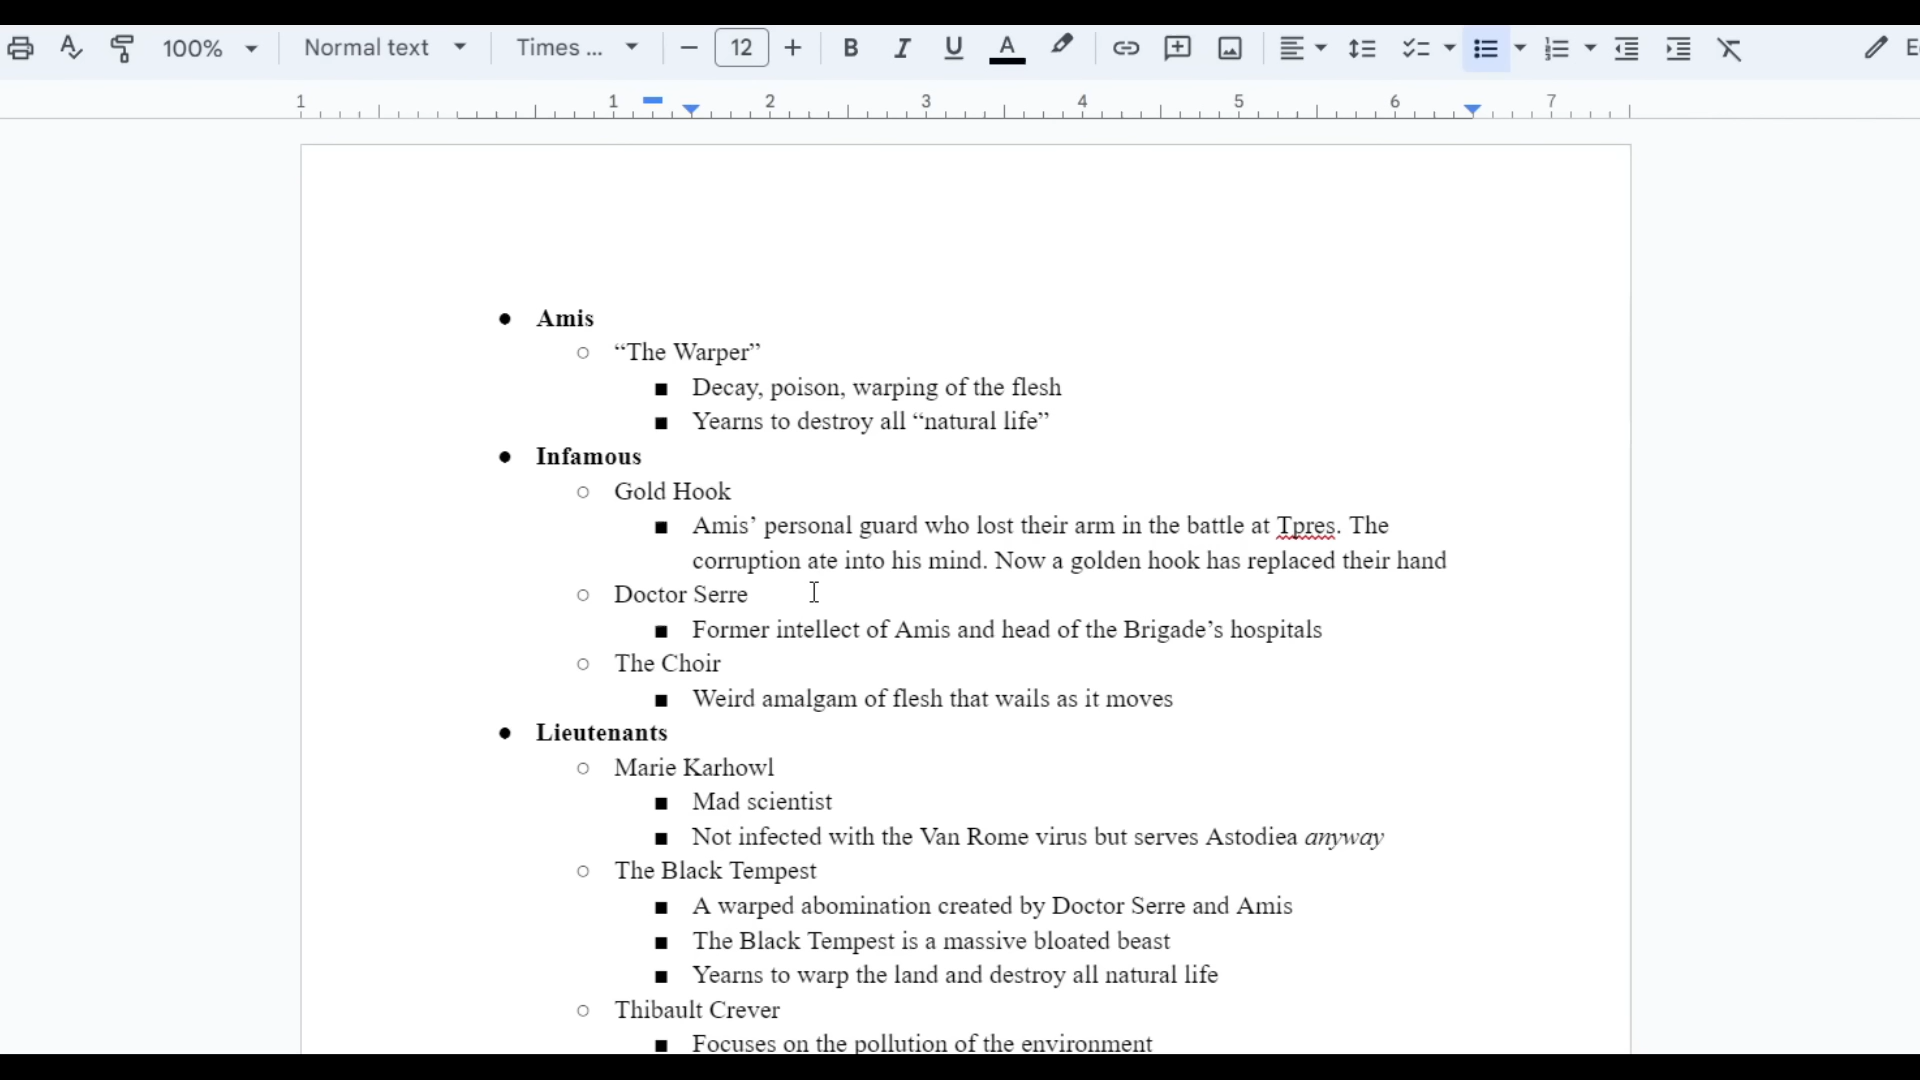 100% Normal text Times ... 12 B I U A
1 1 2 3 4 5 6 7
Amis
“The Warper”
Decay, poison, warping of the flesh
Yearns to destroy all “natural life”
Infamous
Gold Hook
Amis’ personal guard who lost their arm in the battle at Tpres. The
corruption ate into his mind. Now a golden hook has replaced their hand
Doctor Serre
Former intellect of Amis and head of the Brigade’s hospitals
The Choir
Weird amalgam of flesh that wails as it moves
Lieutenants
Marie Karhowl
Mad scientist
Not infected with the Van Rome virus but serves Astodiea anyway
The Black Tempest
A warped abomination created by Doctor Serre and Amis
The Black Tempest is a massive bloated beast
Yearns to warp the land and destroy all natural life
Thibault Crever
Focuses on the pollution of the environment